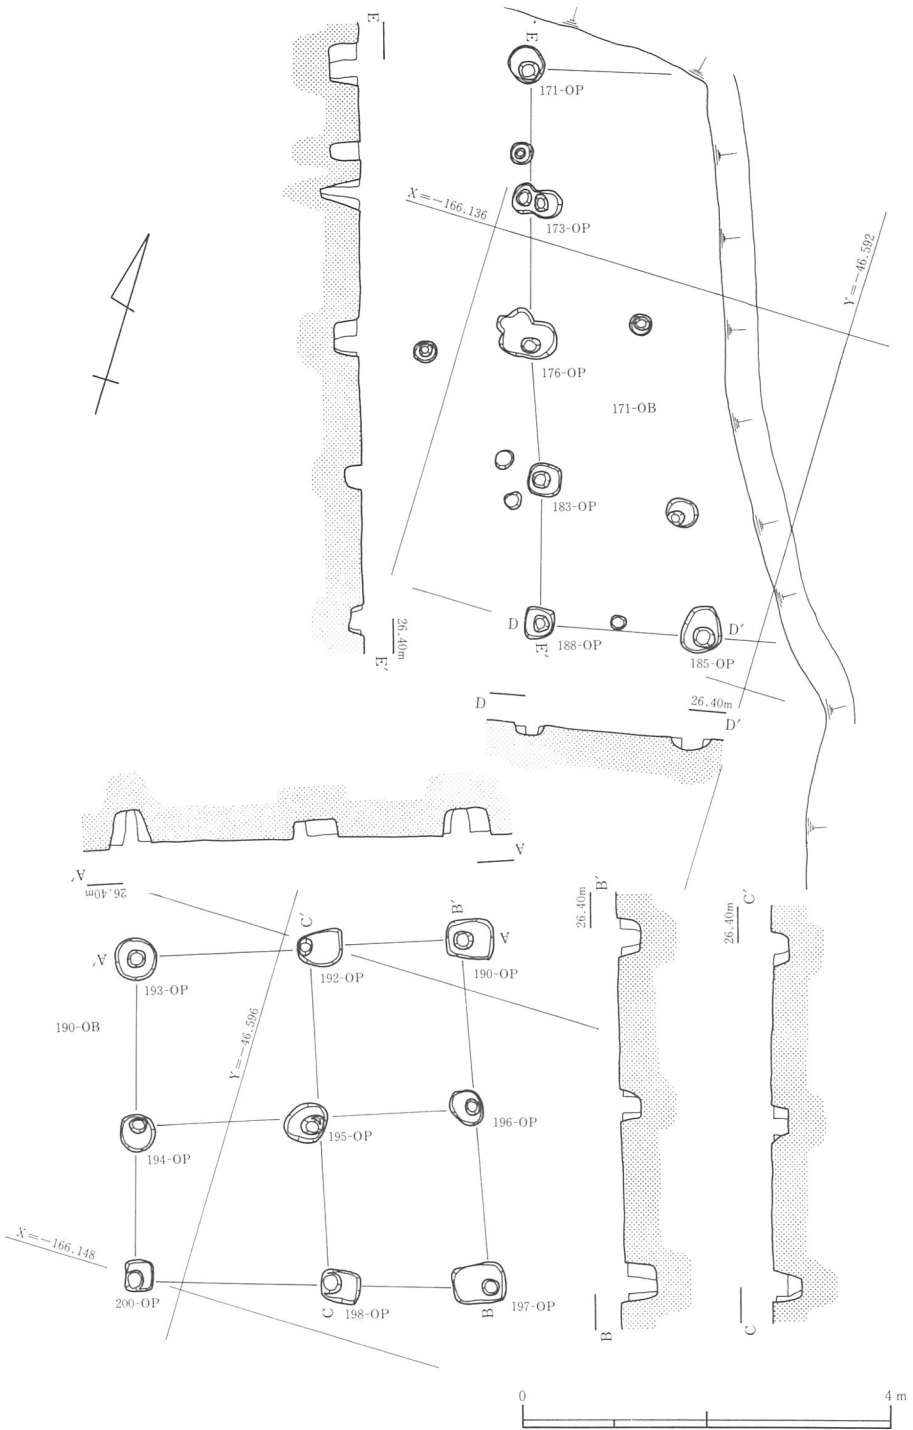 E
E
171-OP
X=-166.136
173-OP
Y=-46.592
176-OP
171-OB
183-OP
D
E′
188-OP
D′
185-OP
26.40m
E′
D
26.40m
D′
A
A′
26.40m
B′
26.40m
C′
26.40m
C′
B′
A
A′
193-OP
192-OP
190-OP
190-OB
Y=-46.596
194-OP
195-OP
196-OP
X=-166.148
200-OP
C
198-OP
B
197-OP
B
C
0
4 m